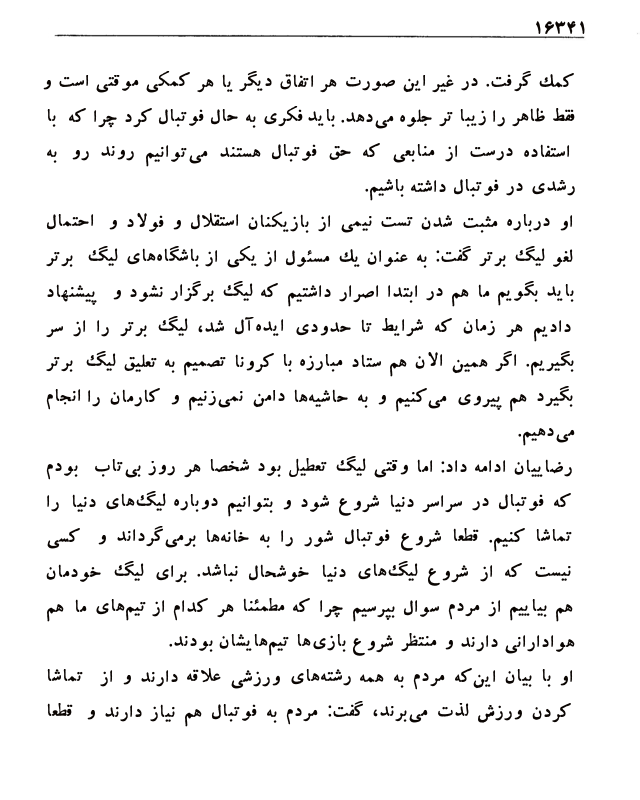 ۱۶۳۴۱
کمک گرفت. در غیر این صورت هر اتفاق دیگر یا هر کمکی موقتی است و
فقط ظاهر را زیبا تر جلوه می‌دهد. باید فکری به حال فوتبال کرد چرا که با
استفاده درست از منابعی که حق فوتبال هستند می‌توانیم روند رو به
رشدی در فوتبال داشته باشیم.
او درباره مثبت شدن تست نیمی از بازیکنان استقلال و فولاد و احتمال
لغو لیگ برتر گفت: به عنوان یک مسئول از یکی از باشگاه‌های لیگ برتر
باید بگویم ما هم در ابتدا اصرار داشتیم که لیگ برگزار نشود و پیشنهاد
دادیم هر زمان که شرایط تا حدودی ایده‌آل شد، لیگ برتر را از سر
بگیریم. اگر همین الان هم ستاد مبارزه با کرونا تصمیم به تعلیق لیگ برتر
بگیرد هم پیروی می‌کنیم و به حاشیه‌ها دامن نمی‌زنیم و کارمان را انجام
می‌دهیم.
رضاییان ادامه داد: اما وقتی لیگ تعطیل بود شخصا هر روز بی‌تاب بودم
که فوتبال در سراسر دنیا شروع شود و بتوانیم دوباره لیگ‌های دنیا را
تماشا کنیم. قطعا شروع فوتبال شور را به خانه‌ها برمی‌گرداند و کسی
نیست که از شروع لیگ‌های دنیا خوشحال نباشد. برای لیگ خودمان
هم بیاییم از مردم سوال بپرسیم چرا که مطمئنا هر کدام از تیم‌های ما هم
هوادارانی دارند و منتظر شروع بازی‌ها تیم‌هایشان بودند.
او با بیان این‌که مردم به همه رشته‌های ورزشی علاقه دارند و از تماشا
کردن ورزش لذت می‌برند، گفت: مردم به فوتبال هم نیاز دارند و قطعا